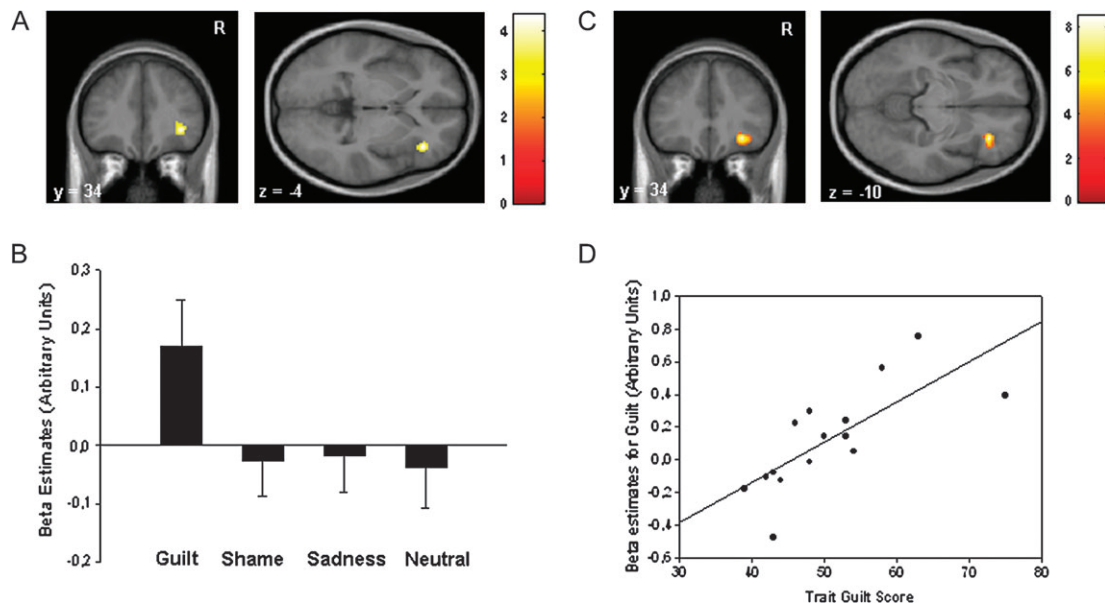 A
R
y = 34
z = -4
4
3
2
1
0
C
R
y = 34
z = -10
8
6
4
2
0
B
Beta Estimates (Arbitrary Units)
0,3
0,2
0,1
0,0
-0,1
-0,2
Guilt Shame Sadness Neutral
D
Beta estimates for Guilt (Arbitrary Units)
1,0
0,8
0,6
0,4
0,2
0,0
-0,2
-0,4
-0,6
30 40 50 60 70 80
Trait Guilt Score